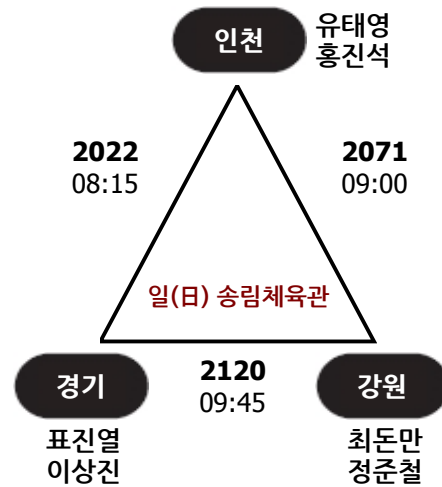 인천
유태영
홍진석
2022
08:15
2071
09:00
일(日) 송림체육관
경기
2120
09:45
강원
표진열
이상진
최돈만
정준철